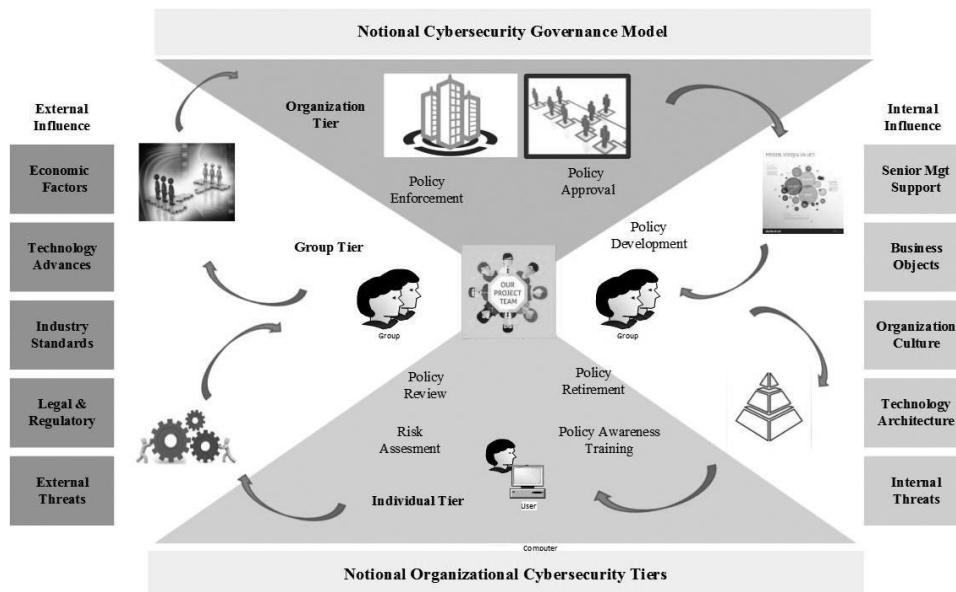 Notional Cybersecurity Governance Model
External
Influence
Economic
Factors
Technology
Advances
Industry
Standards
Legal &
Regulatory
External
Threats
Organization
Tier
Policy
Enforcement
Policy
Approval
Group Tier
Policy
Development
OUR
PROJECT
TEAM
Group
Group
Policy
Review
Policy
Retirement
Risk
Assesment
Policy Awareness
Training
Individual Tier
User
Computer
Internal
Influence
Senior Mgt
Support
Business
Objects
Organization
Culture
Technology
Architecture
Internal
Threats
Notional Organizational Cybersecurity Tiers